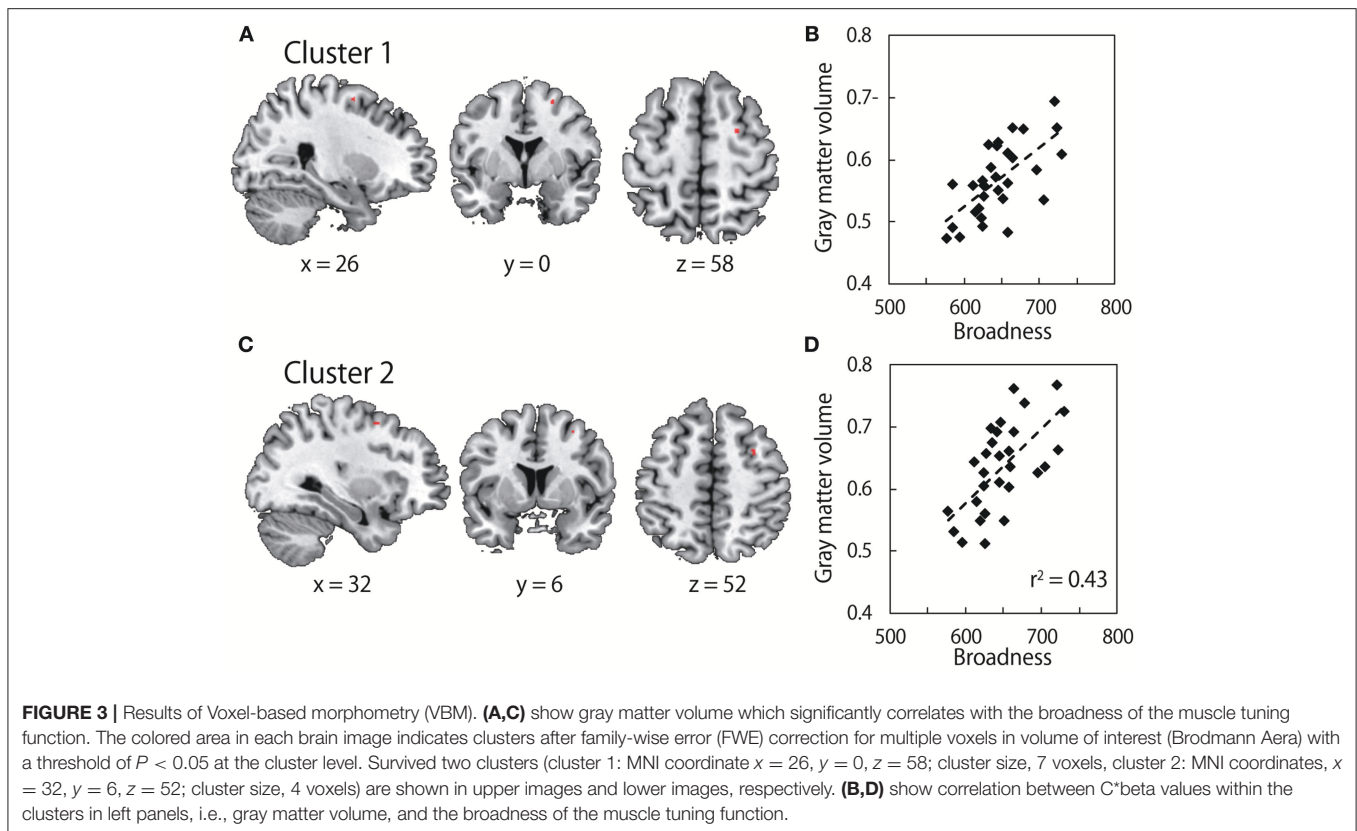 A
Cluster 1
x = 26
y = 0
z = 58
B
0.8
0.7-
0.6
0.5
0.4
Gray matter volume
500
600
700
800
Broadness
C
Cluster 2
x = 32
y = 6
z = 52
D
0.8
0.7
0.6
0.5
0.4
Gray matter volume
r² = 0.43
500
600
700
800
Broadness
FIGURE 3 | Results of Voxel-based morphometry (VBM). (A,C) show gray matter volume which significantly correlates with the broadness of the muscle tuning
function. The colored area in each brain image indicates clusters after family-wise error (FWE) correction for multiple voxels in volume of interest (Brodmann Aera) with
a threshold of P < 0.05 at the cluster level. Survived two clusters (cluster 1: MNI coordinate x = 26, y = 0, z = 58; cluster size, 7 voxels, cluster 2: MNI coordinates, x
= 32, y = 6, z = 52; cluster size, 4 voxels) are shown in upper images and lower images, respectively. (B,D) show correlation between C*beta values within the
clusters in left panels, i.e., gray matter volume, and the broadness of the muscle tuning function.